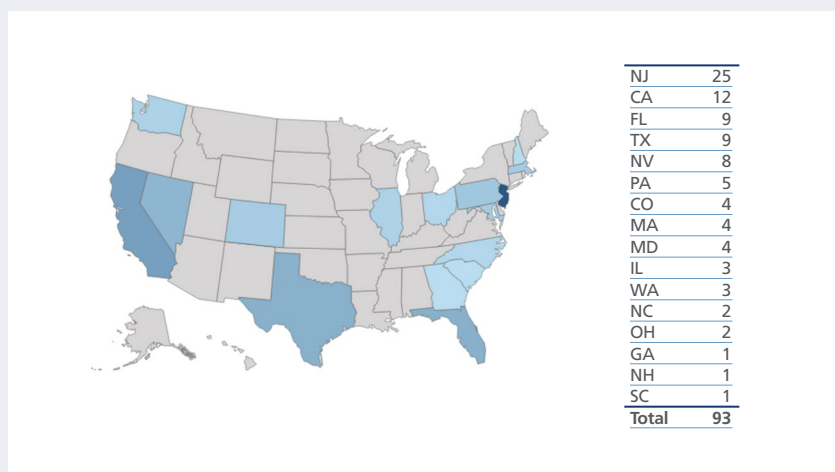 NJ 25
CA 12
FL 9
TX 9
NV 8
PA 5
CO 4
MA 4
MD 4
IL 3
WA 3
NC 2
OH 2
GA 1
NH 1
SC 1
Total 93